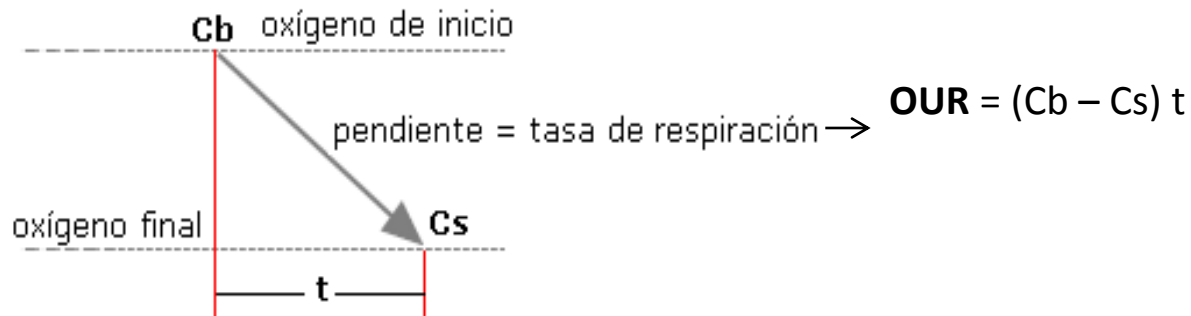 Cb oxígeno de inicio
OUR = (Cb – Cs) t
pendiente = tasa de respiración
oxígeno final
Cs
t